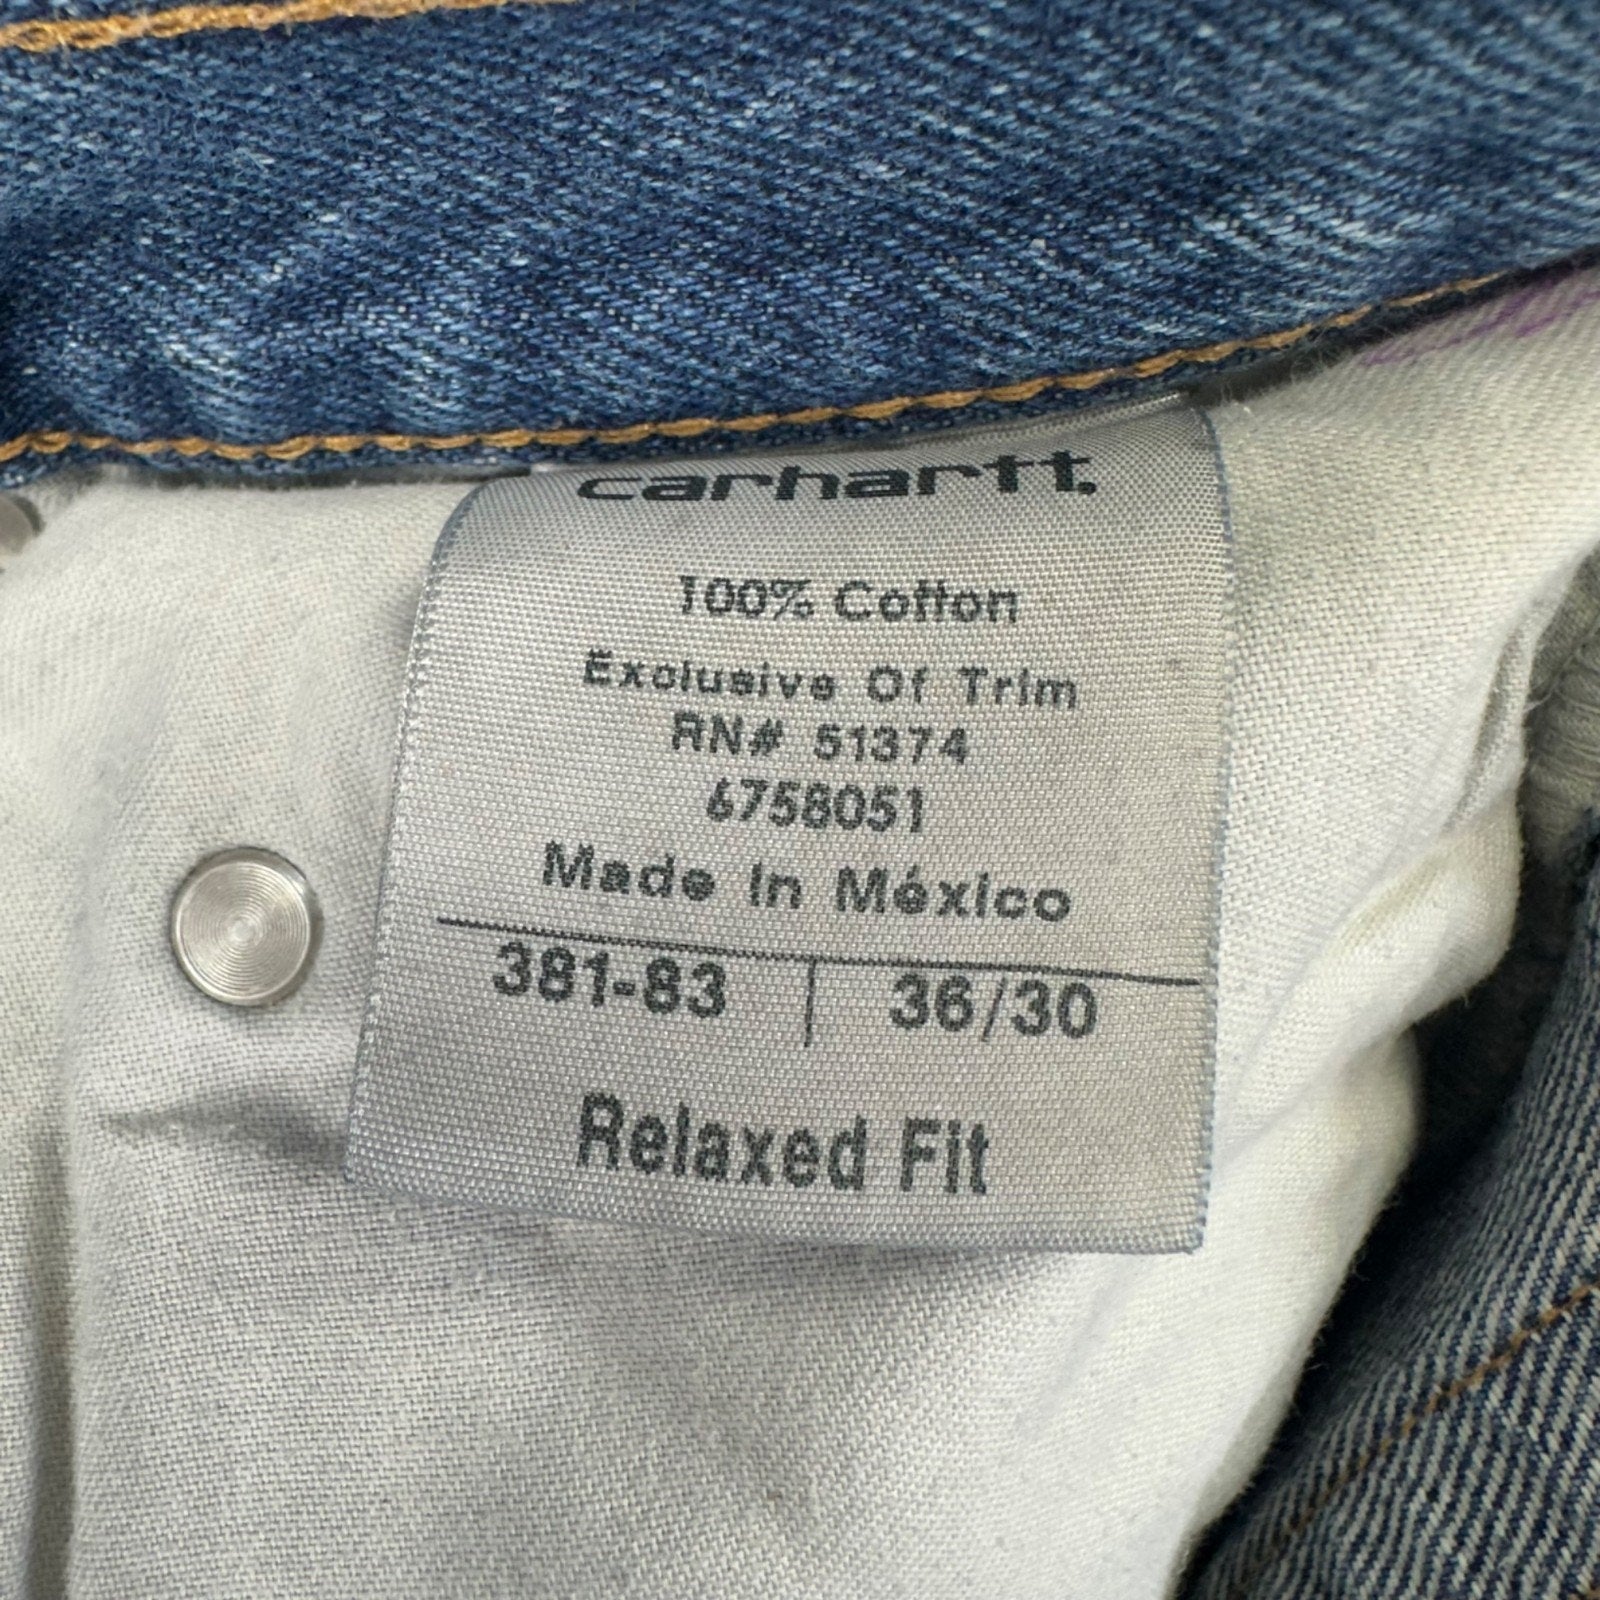 carhartt.
100% Cotton
Exclusive Of Trim
RN# 51374
6758051
Made In México
381-83 | 36/30
Relaxed Fit